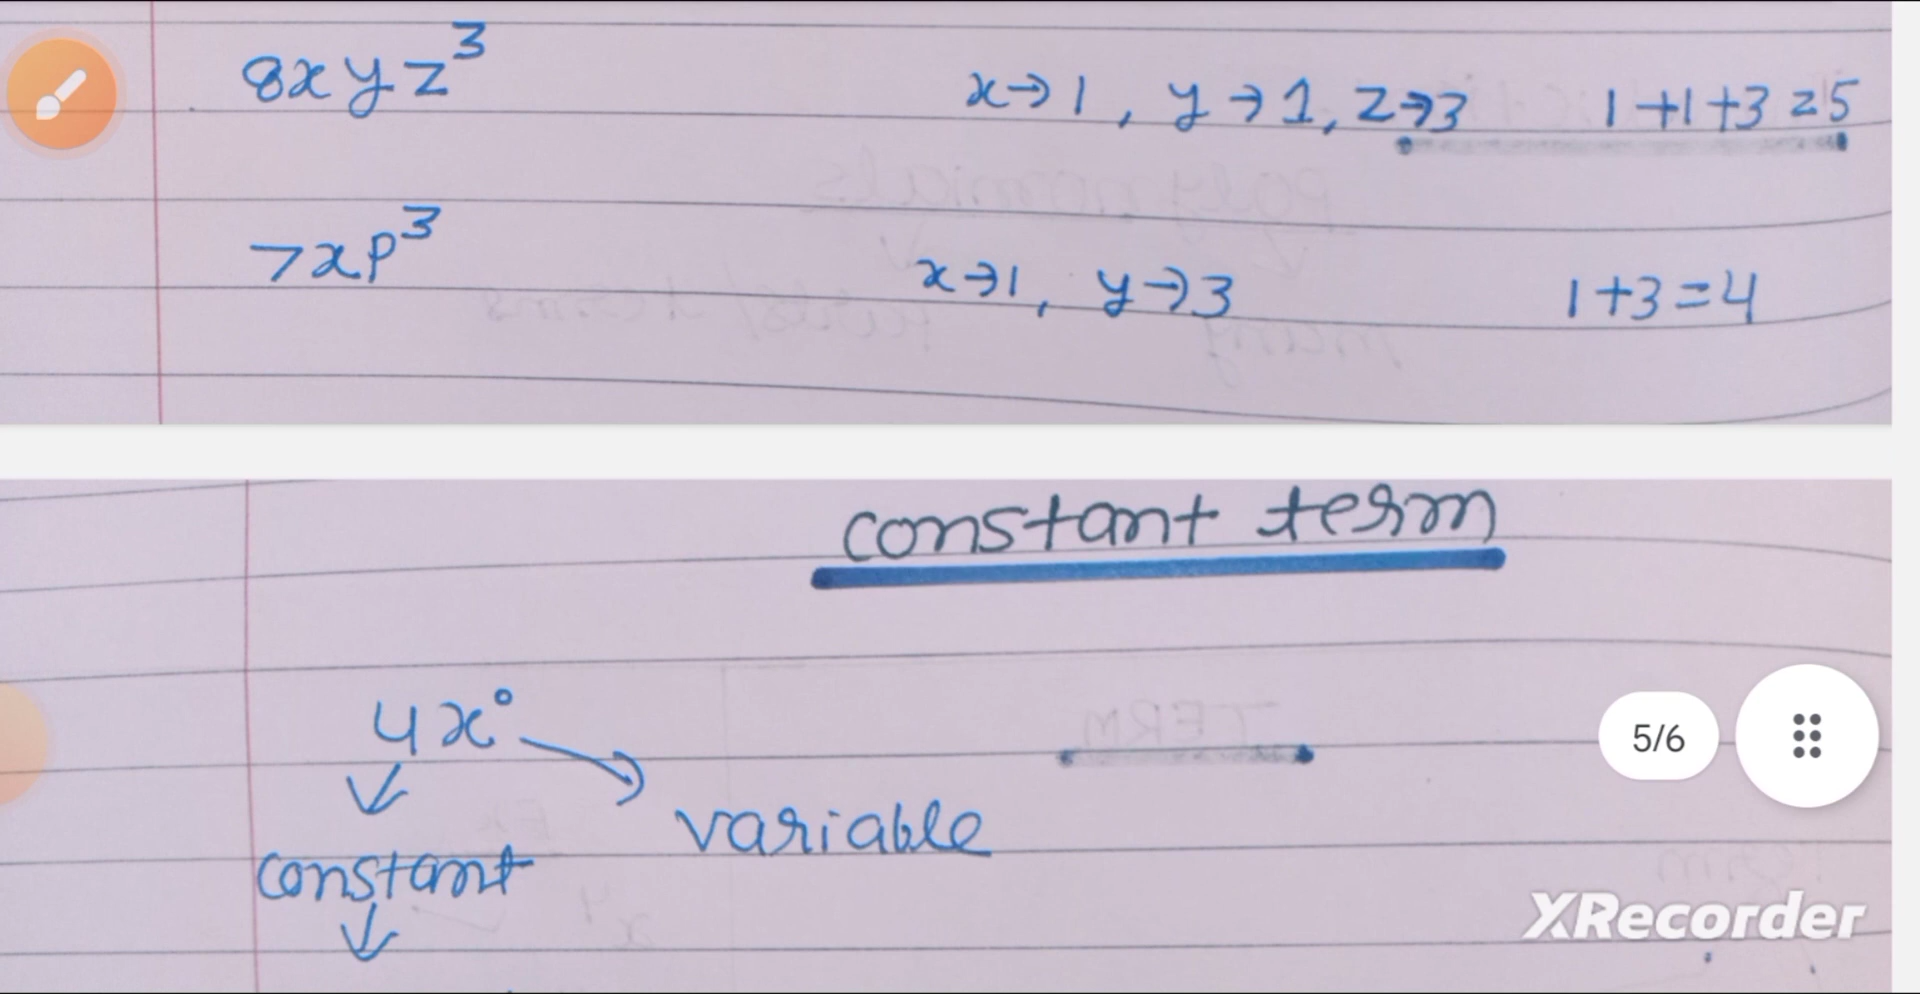 8xyz³ x→1, y→1, z→3 1+1+3=5
7xp³ x→1, y→3 1+3=4
constant term
4x°
5/6
variable
constant
XRecorder